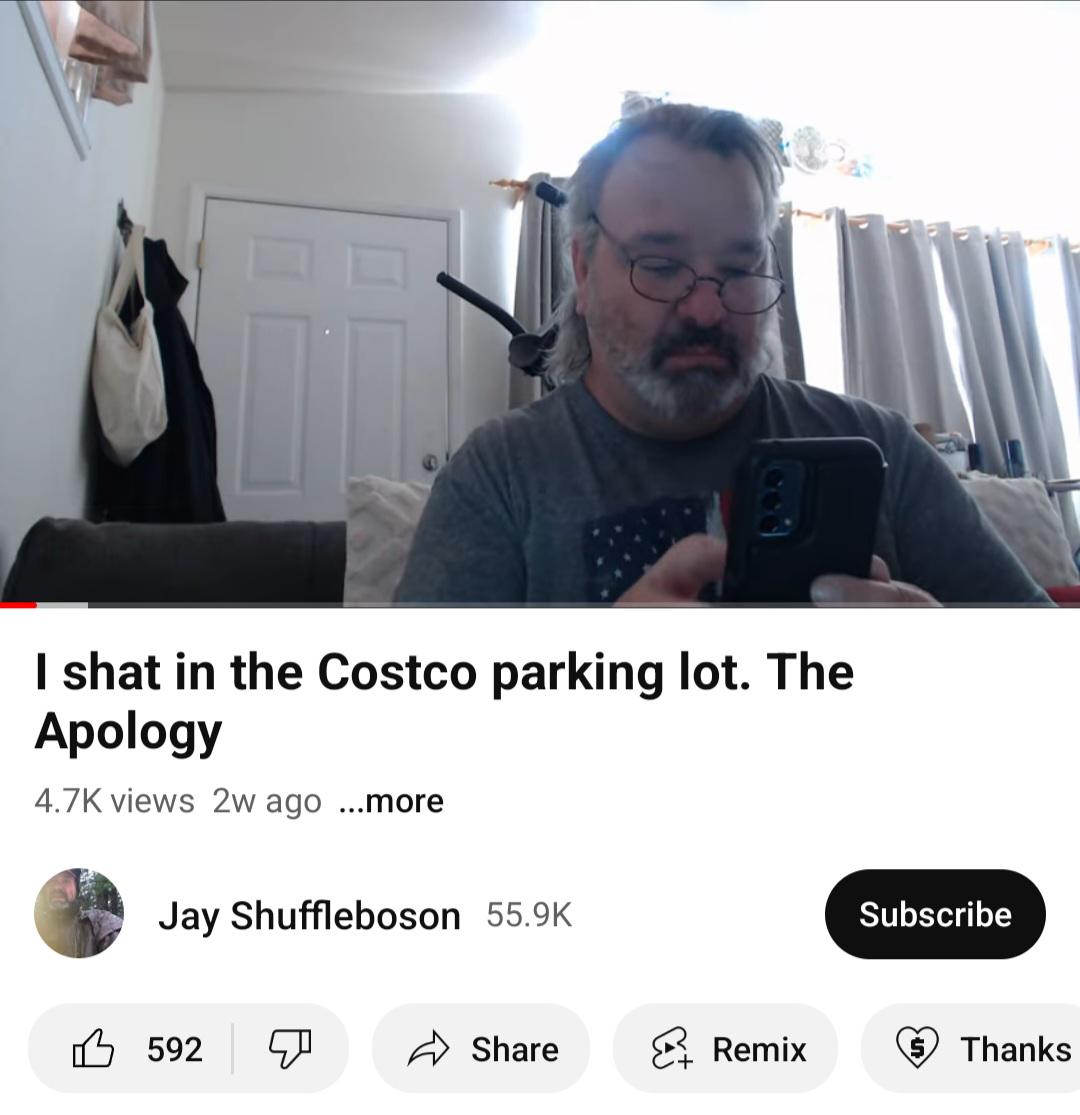 I shat in the Costco parking lot. The
Apology
4.7K views 2w ago ...more
Jay Shuffleboson 55.9K
Subscribe
592
Share
Remix
Thanks